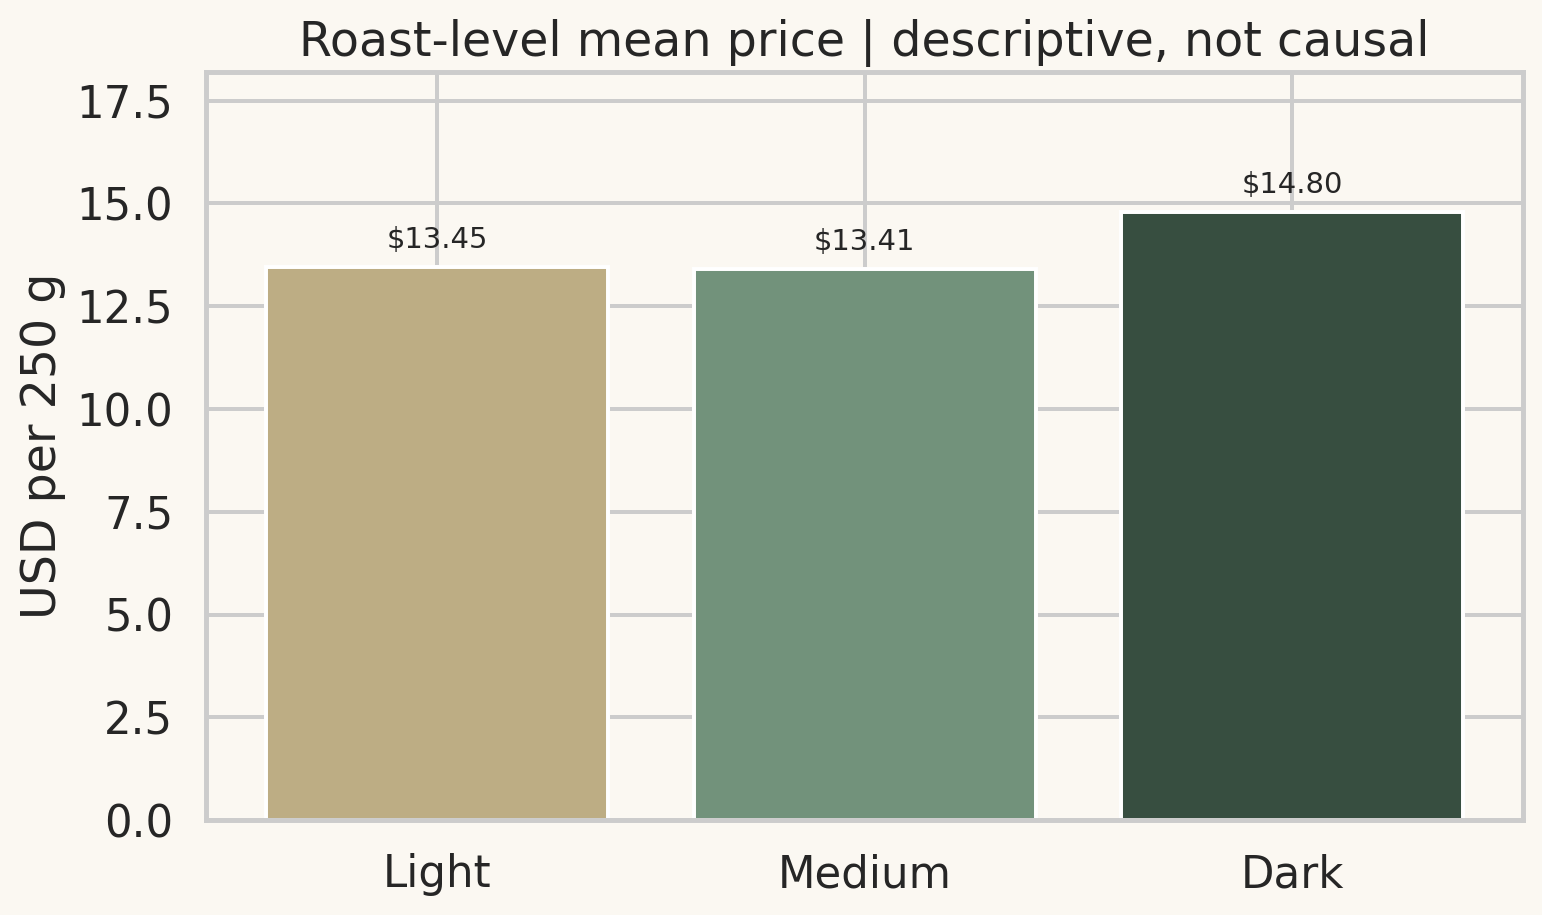 Roast-level mean price | descriptive, not causal
USD per 250 g
17.5
15.0
12.5
10.0
7.5
5.0
2.5
0.0
$13.45
$13.41
$14.80
Light
Medium
Dark